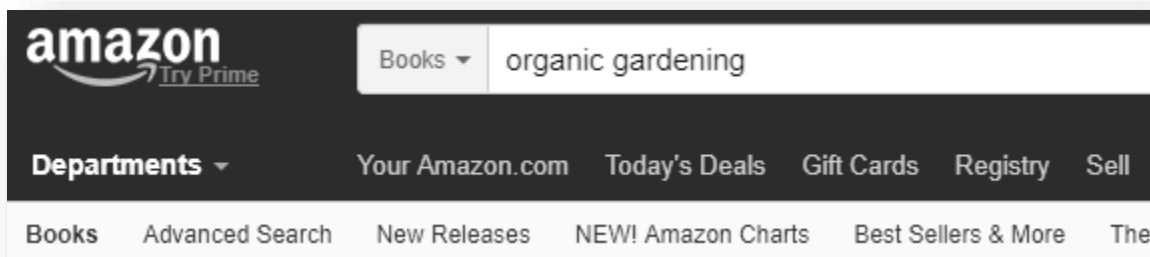 amazon
Try Prime
Books organic gardening
Departments Your Amazon.com Today's Deals Gift Cards Registry Sell
Books Advanced Search New Releases NEW! Amazon Charts Best Sellers & More The